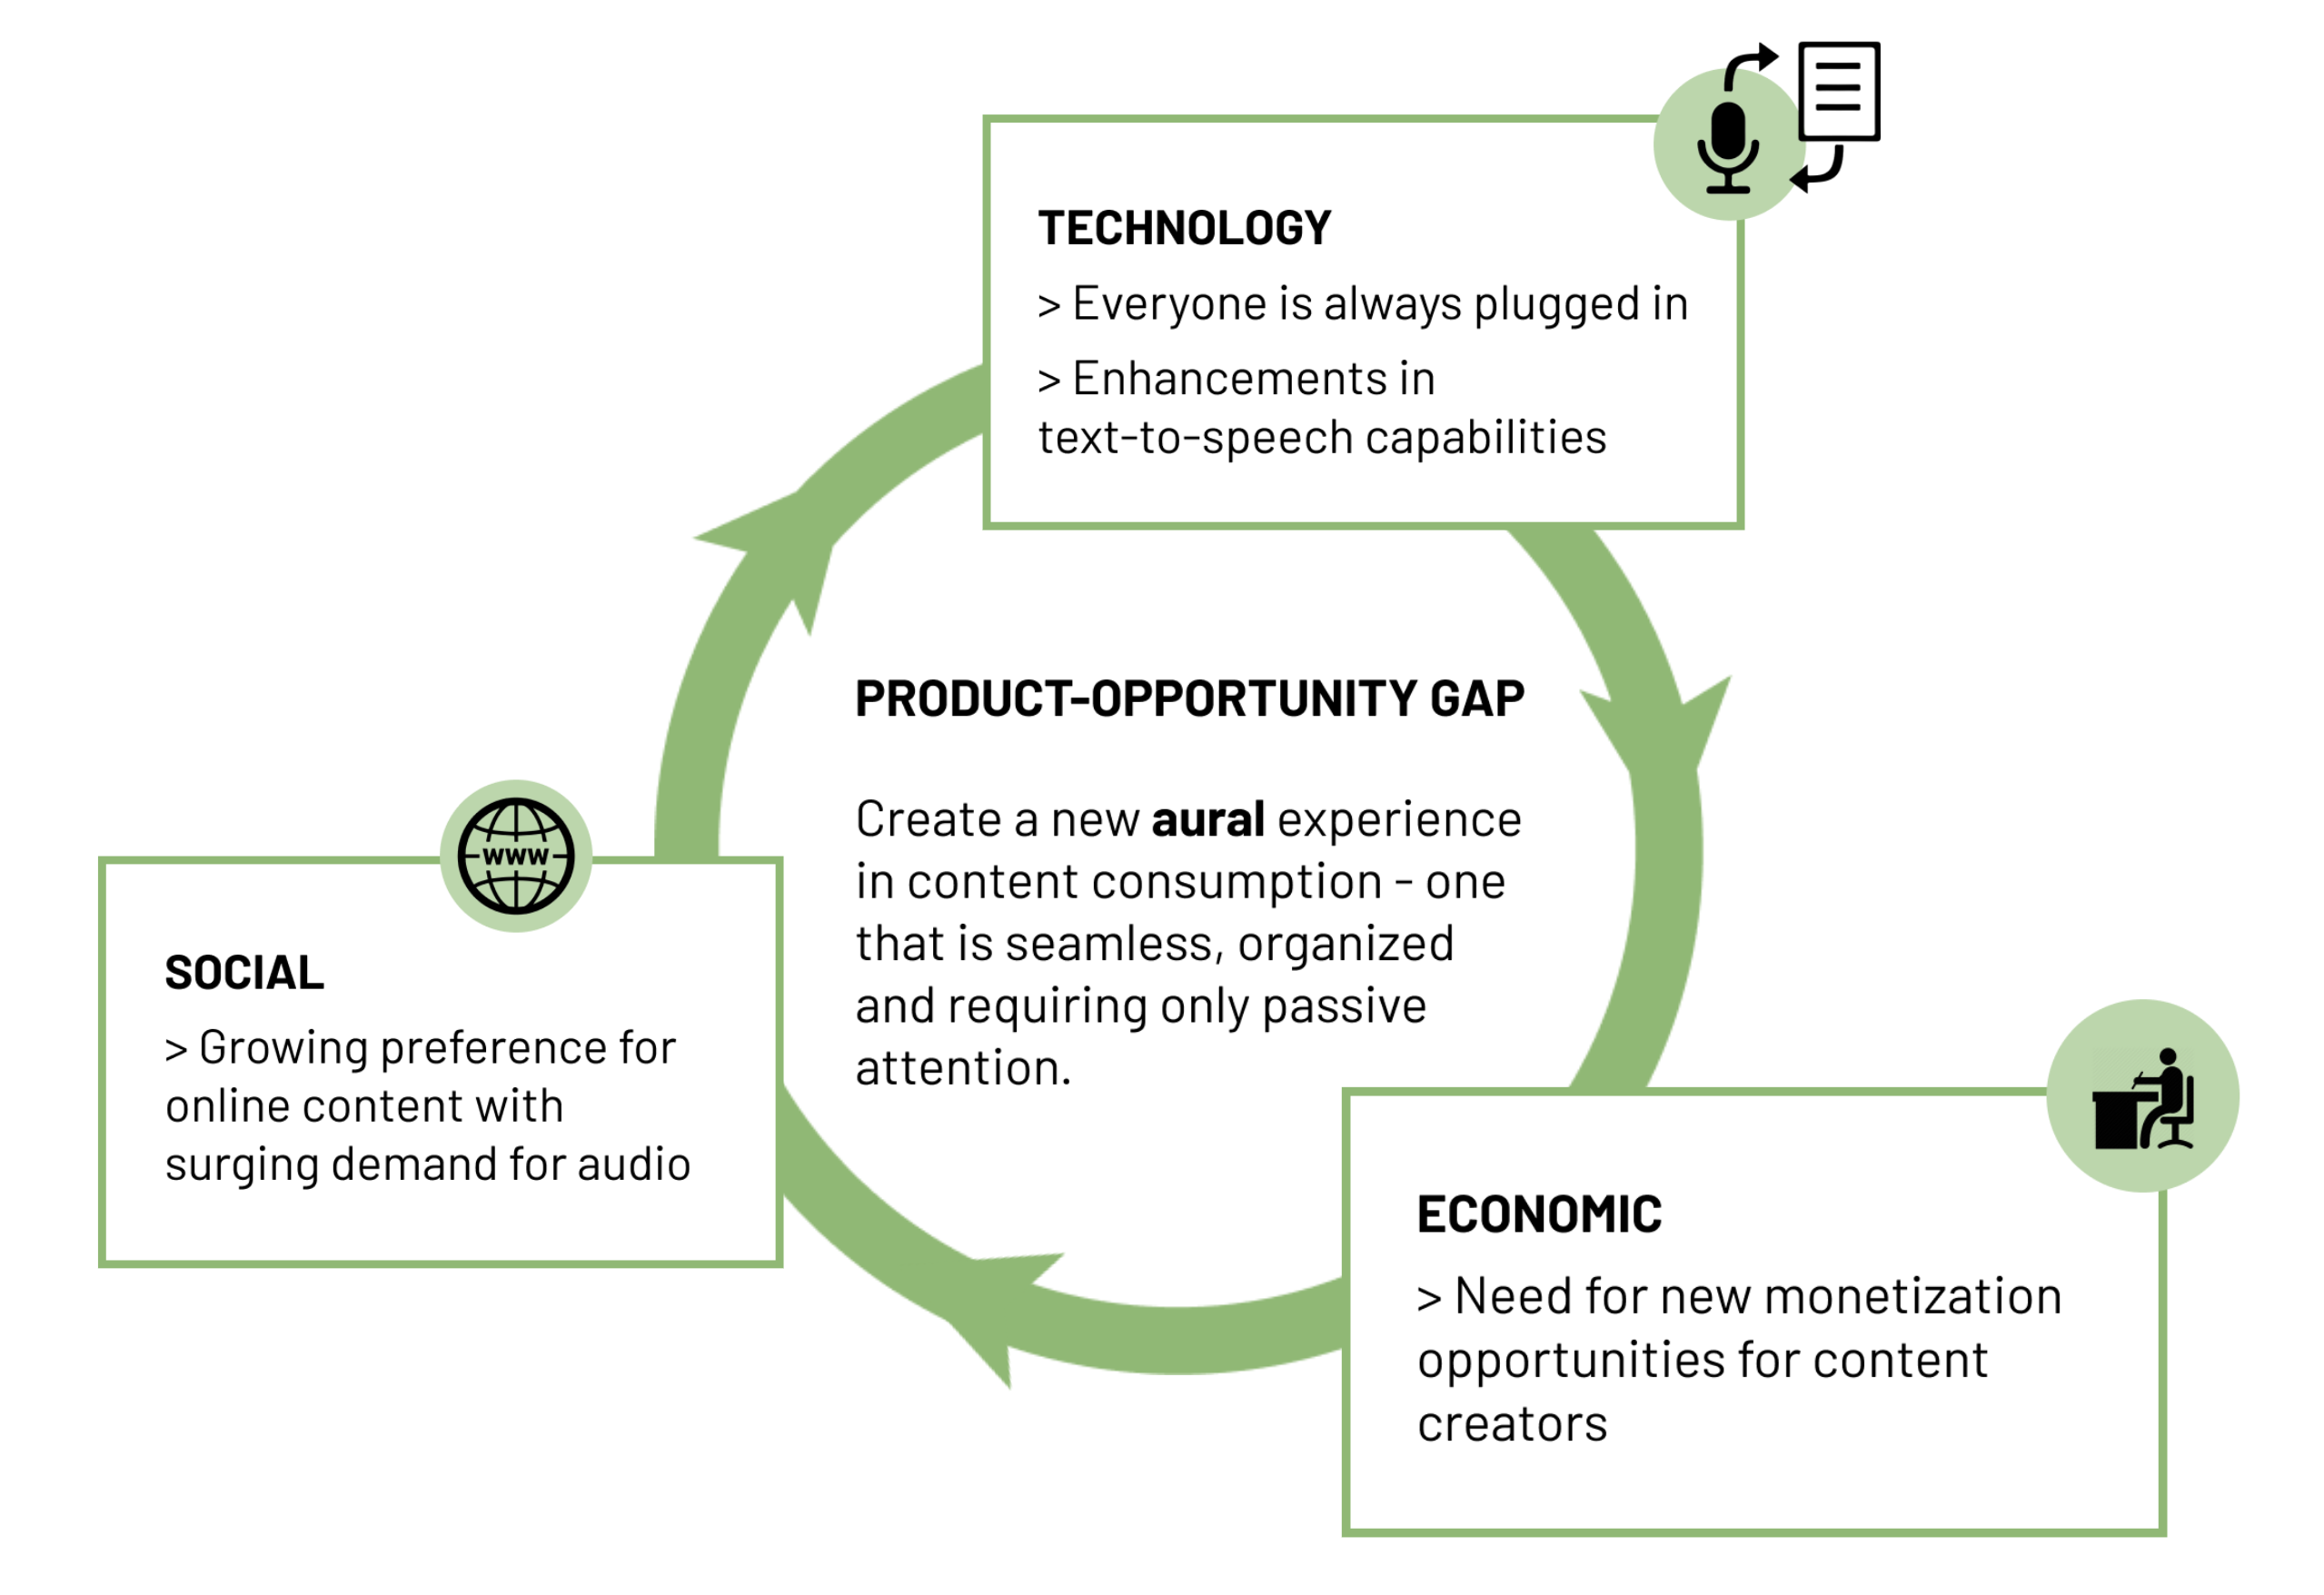 TECHNOLOGY
> Everyone is always plugged in
> Enhancements in
text-to-speech capabilities
PRODUCT-OPPORTUNITY GAP
Create a new aural experience
in content consumption - one
that is seamless, organized
and requiring only passive
attention.
WWW
SOCIAL
> Growing preference for
online content with
surging demand for audio
ECONOMIC
> Need for new monetization
opportunities for content
creators